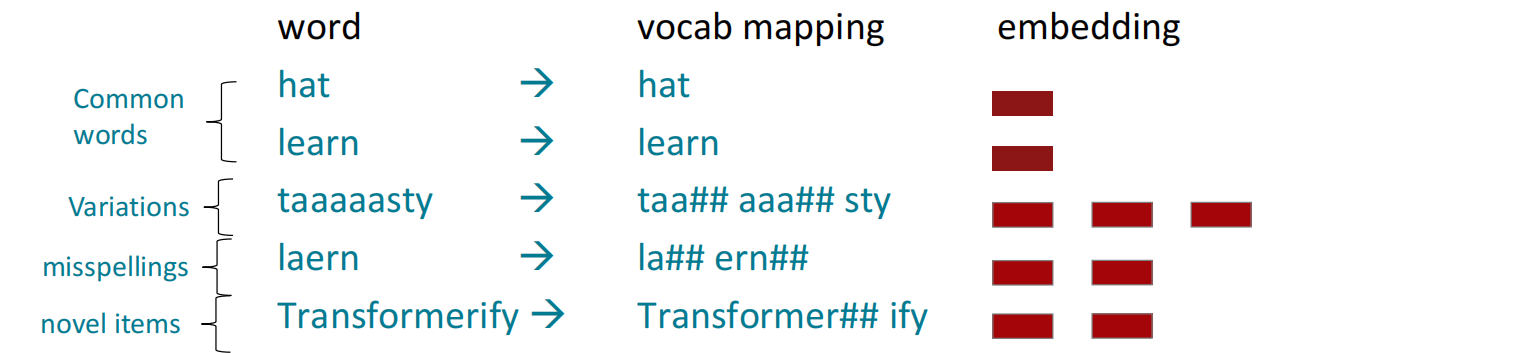 word vocab mapping embedding
Common words
hat → hat
learn → learn
Variations taaaaasty → taa## aaa## sty
misspellings laern → la## ern##
novel items Transformerify → Transformer## ify